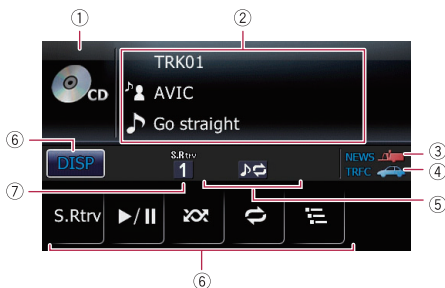 ① ②
TRK01
CD
AVIC
Go straight
⑥ ③
DISP S.Rtrv 1 NEWS
TRFC ④
⑦ ⑤
S.Rtrv ▶/II
⑥